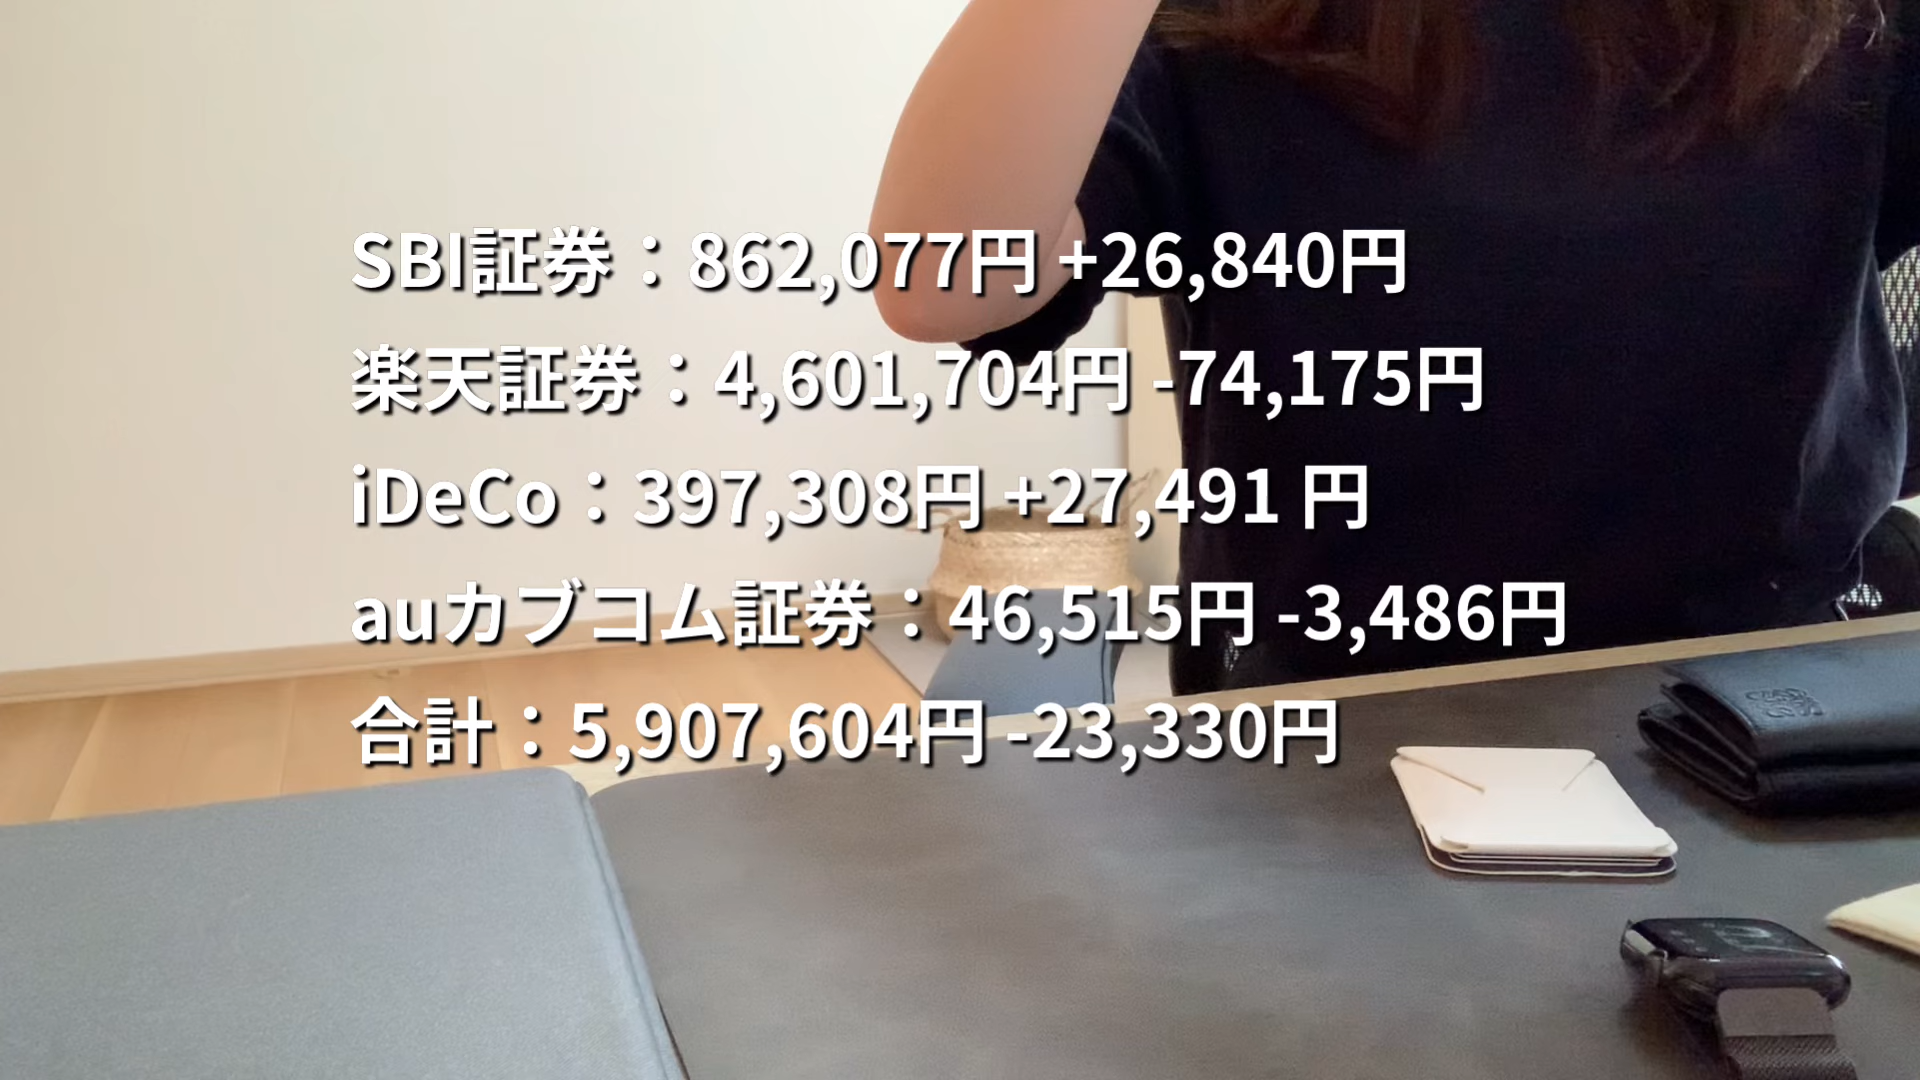 SBI証券：862,077円 +26,840円
楽天証券：4,601,704円 -74,175円
iDeCo：397,308円 +27,491 円
auカブコム証券：46,515円 -3,486円
合計：5,907,604円 -23,330円